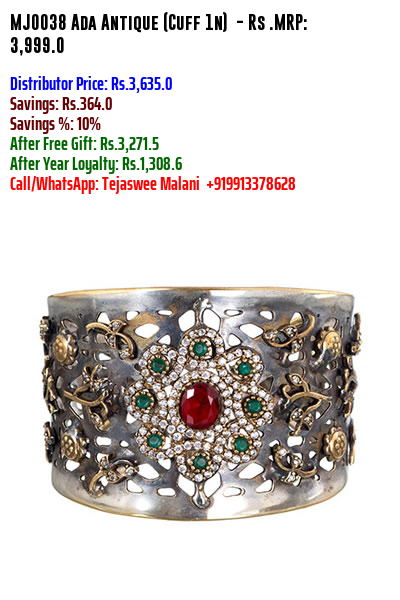 MJ0038 Ada Antique (Cuff 1n) - Rs .MRP:
3,999.0
Distributor Price: Rs.3,635.0
Savings: Rs.364.0
Savings %: 10%
After Free Gift: Rs.3,271.5
After Year Loyalty: Rs.1,308.6
Call/WhatsApp: Tejaswee Malani +919913378628